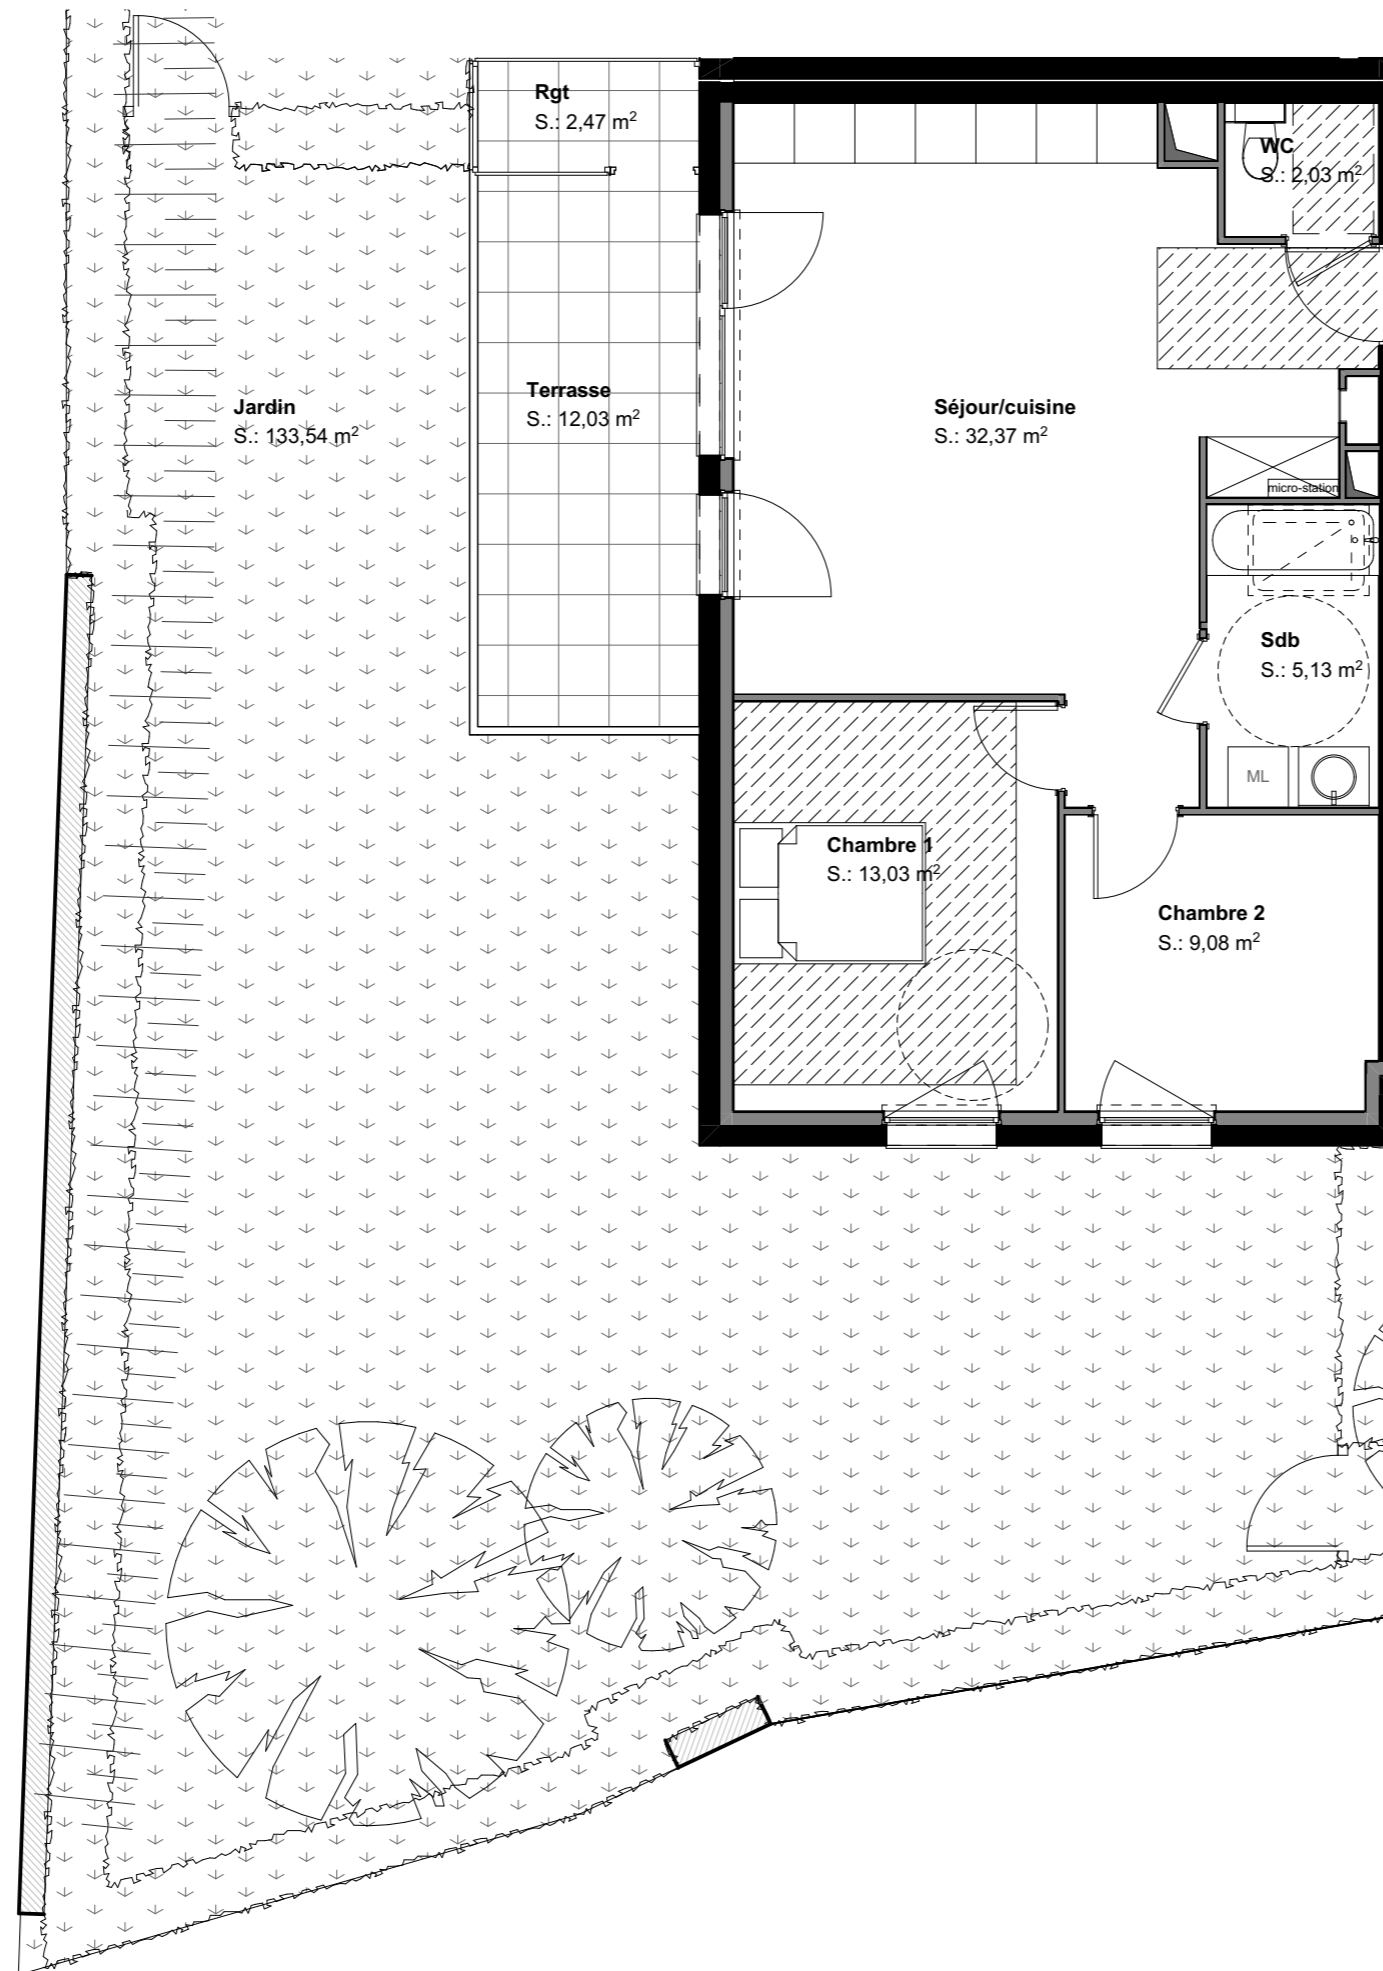 Rgt
S.: 2,47 m²
WC
S.: 2,03 m²
Terrasse
S.: 12,03 m²
Jardin
S.: 133,54 m²
Séjour/cuisine
S.: 32,37 m²
micro-station
Sdb
S.: 5,13 m²
ML
Chambre 1
S.: 13,03 m²
Chambre 2
S.: 9,08 m²